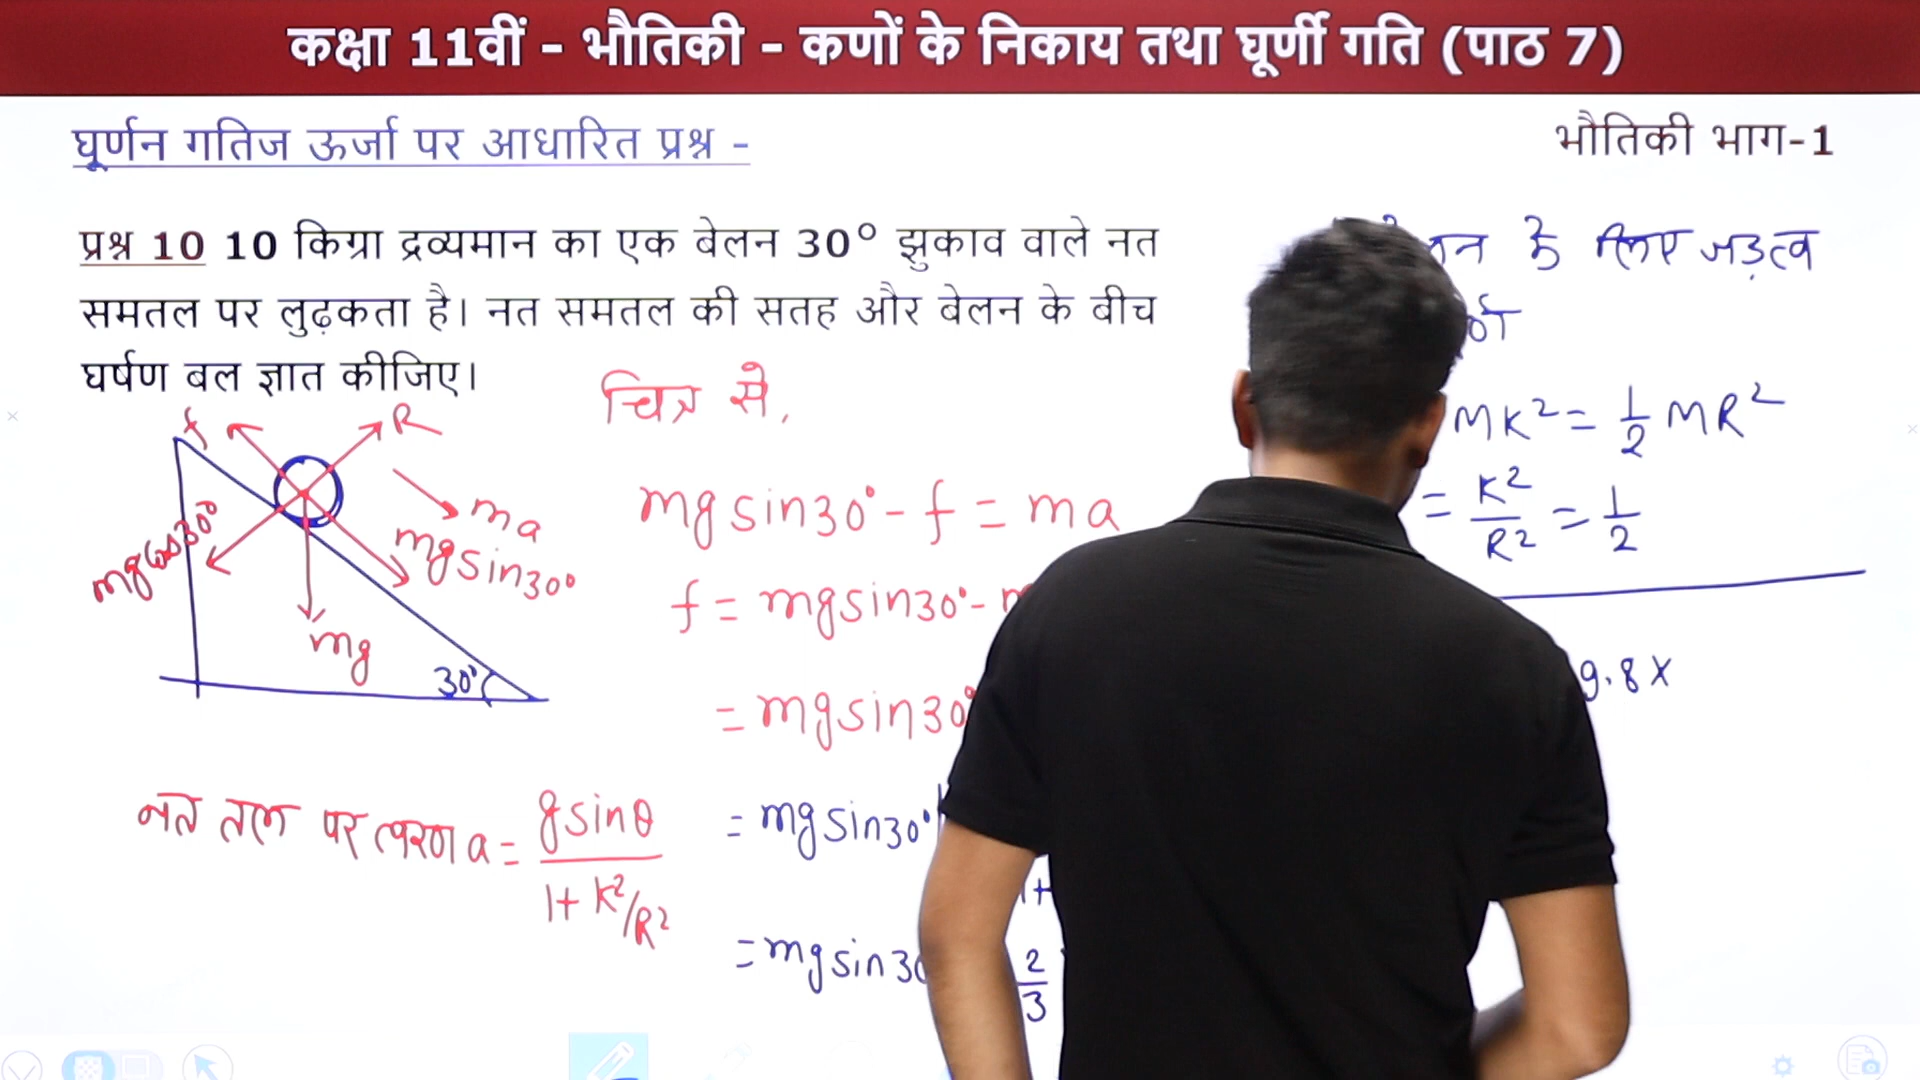 कक्षा 11वीं - भौतिकी - कणों के निकाय तथा घूर्णी गति (पाठ 7)
घूर्णन गतिज ऊर्जा पर आधारित प्रश्न -
भौतिकी भाग-1
प्रश्न 10 10 किग्रा द्रव्यमान का एक बेलन 30° झुकाव वाले नत
समतल पर लुढ़कता है। नत समतल की सतह और बेलन के बीच
घर्षण बल ज्ञात कीजिए।
f
R
ma
mg sin30°
mg cos30°
mg
30°
चित्र से,
mg sin30° - f = ma
f = mg sin30° -
= mg sin30°
= mg sin30°
1+
= mg sin30
2/3
नत तल पर त्वरण a = g sinθ / 1 + K²/R²
के लिए जड़त्व
MK² = 1/2 MR²
= K²/R² = 1/2
9.8 X